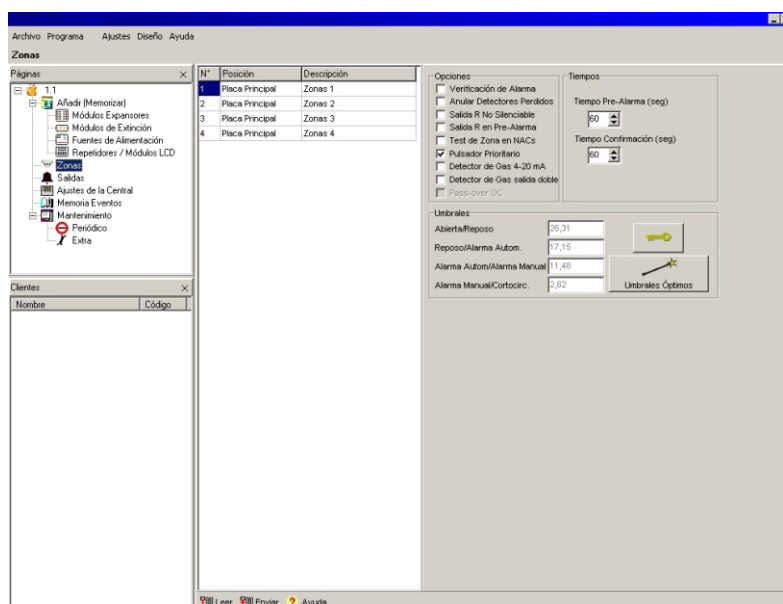 Archivo Programa Ajustes Diseño Ayuda
Zonas
Páginas
1.1
Añadir (Memorizar)
Módulos Expansores
Módulos de Extinción
Fuentes de Alimentación
Repetidores / Módulos LCD
Zonas
Salidas
Ajustes de la Central
Memoria Eventos
Mantenimiento
Periódico
Extra
Clientes
Nombre Código
N° Posición Descripción
1 Placa Principal Zonas 1
2 Placa Principal Zonas 2
3 Placa Principal Zonas 3
4 Placa Principal Zonas 4
Opciones
Verificación de Alarma
Anular Detectores Perdidos
Salida R No Silenciable
Salida R en Pre-Alarma
Test de Zona en NACs
Pulsador Prioritario
Detector de Gas 4-20 mA
Detector de Gas salida doble
Pass-over OC
Tiempos
Tiempo Pre-Alarma (seg)
60
Tiempo Confirmación (seg)
60
Umbrales
Abierta/Reposo 26,31
Reposo/Alarma Autom. 17,15
Alarma Autom/Alarma Manual 11,48
Alarma Manual/Cortocirc. 2,82
Umbrales Óptimos
Leer Enviar Ayuda